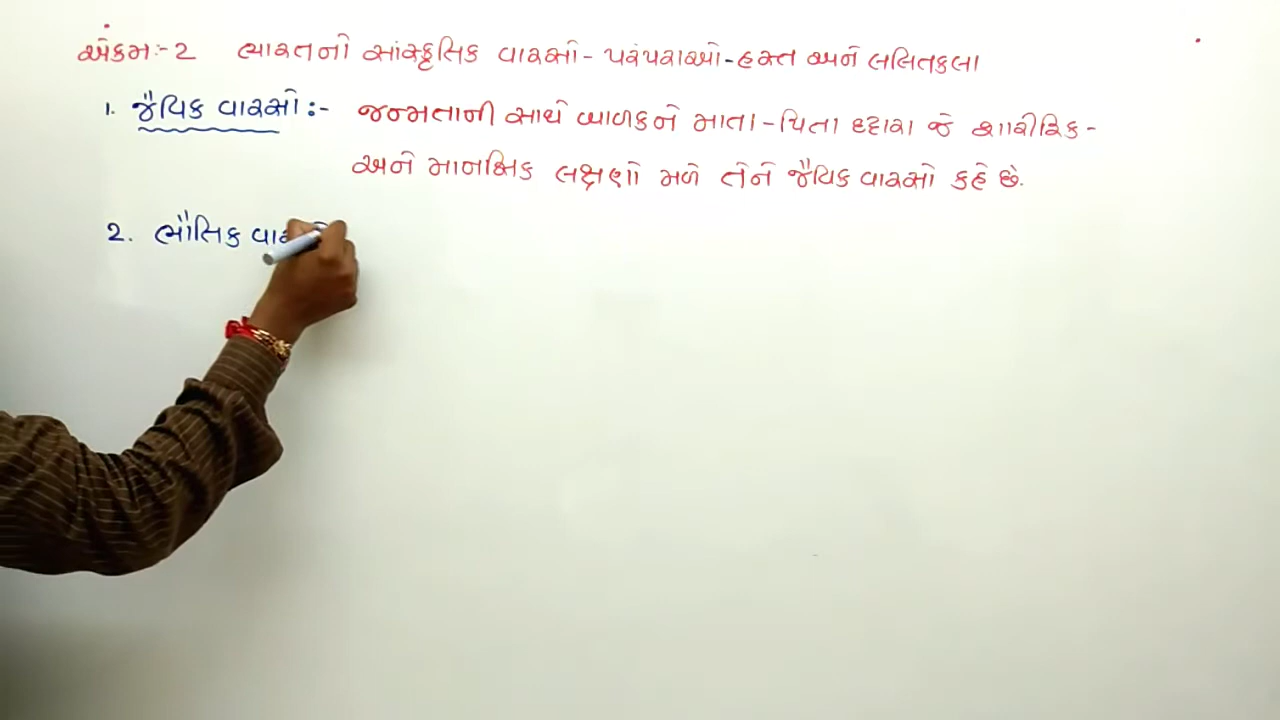 એકમ:-2 ભારતનો સાંસ્કૃતિક વારસો - પરંપરાઓ - હસ્ત અને લલિતકલા
1. જૈવિક વારસો :- જન્મતાની સાથે બાળકને માતા - પિતા દ્વારા જે શારીરિક -
અને માનસિક લક્ષણો મળે તેને જૈવિક વારસો કહે છે.
2. ભૌતિક